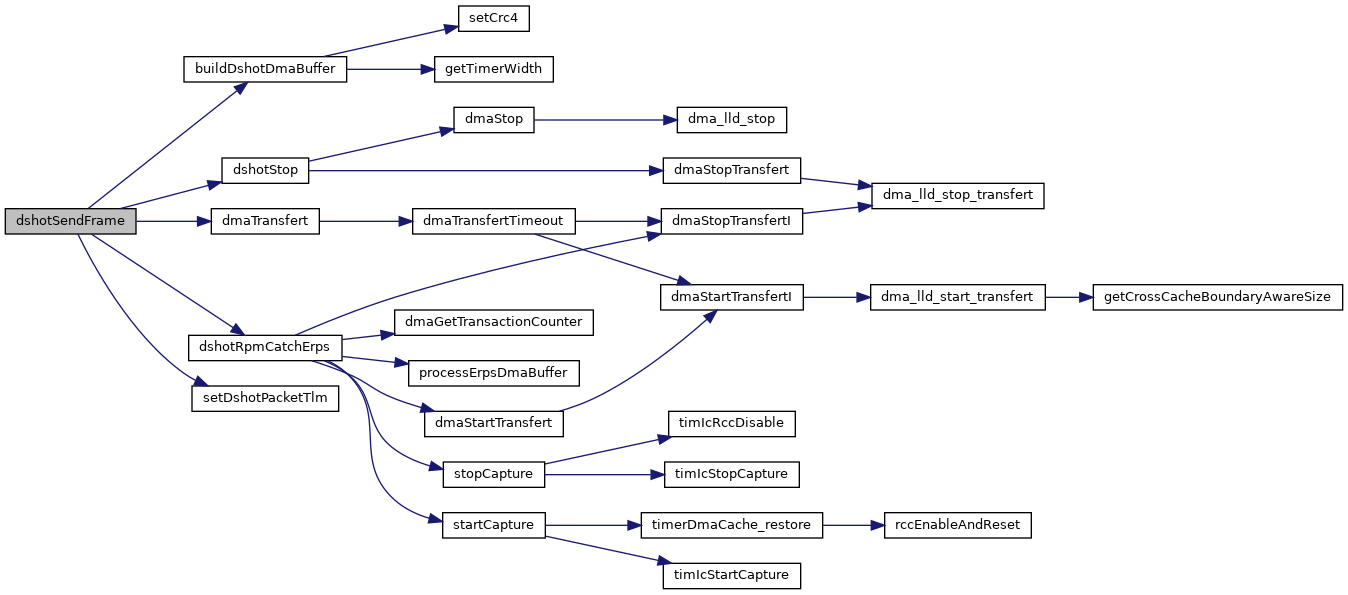 setCrc4
buildDshotDmaBuffer
getTimerWidth
dmaStop
dma_lld_stop
dshotStop
dmaStopTransfert
dma_lld_stop_transfert
dshotSendFrame
dmaTransfert
dmaTransfertTimeout
dmaStopTransfertI
dmaStartTransfertI
dma_lld_start_transfert
getCrossCacheBoundaryAwareSize
dmaGetTransactionCounter
dshotRpmCatchErps
processErpsDmaBuffer
setDshotPacketTlm
dmaStartTransfert
timIcRccDisable
stopCapture
timIcStopCapture
startCapture
timerDmaCache_restore
rccEnableAndReset
timIcStartCapture